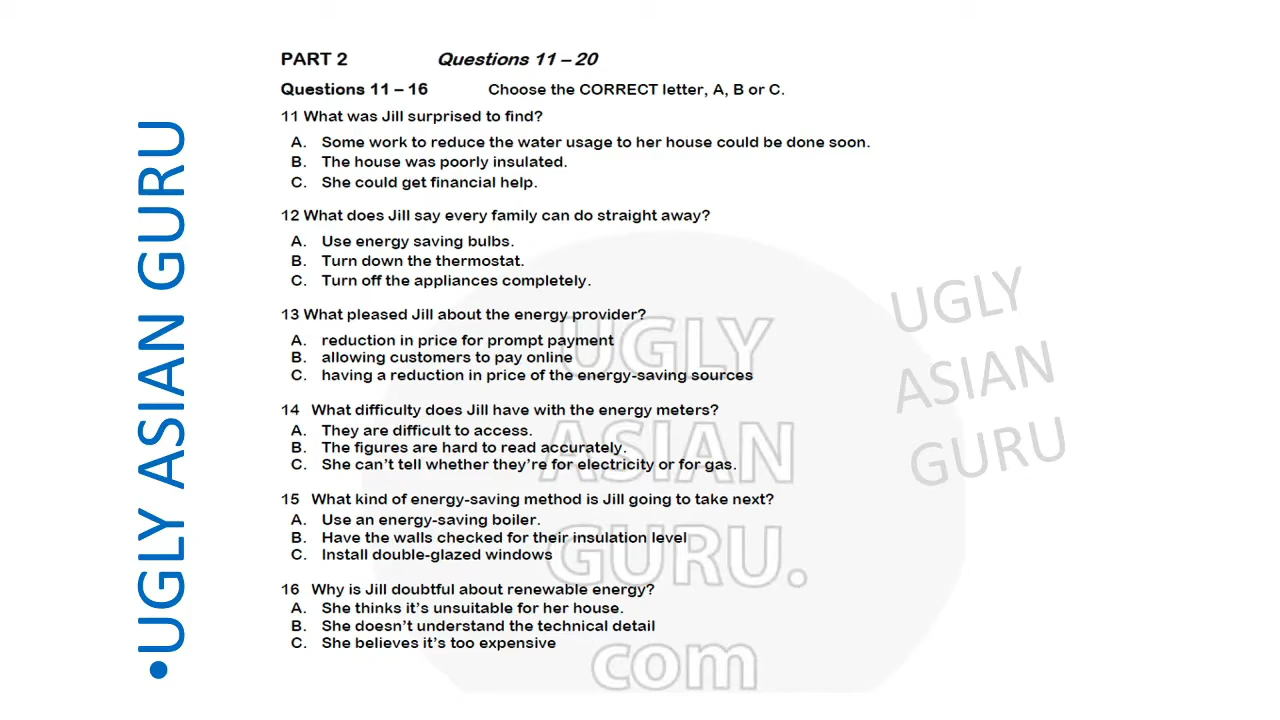 PART 2 Questions 11 – 20
Questions 11 – 16 Choose the CORRECT letter, A, B or C.
11 What was Jill surprised to find?
A. Some work to reduce the water usage to her house could be done soon.
B. The house was poorly insulated.
C. She could get financial help.
12 What does Jill say every family can do straight away?
A. Use energy saving bulbs.
B. Turn down the thermostat.
C. Turn off the appliances completely.
13 What pleased Jill about the energy provider?
A. reduction in price for prompt payment
B. allowing customers to pay online
C. having a reduction in price of the energy-saving sources
14 What difficulty does Jill have with the energy meters?
A. They are difficult to access.
B. The figures are hard to read accurately.
C. She can't tell whether they're for electricity or for gas.
15 What kind of energy-saving method is Jill going to take next?
A. Use an energy-saving boiler.
B. Have the walls checked for their insulation level
C. Install double-glazed windows
16 Why is Jill doubtful about renewable energy?
A. She thinks it's unsuitable for her house.
B. She doesn't understand the technical detail
C. She believes it's too expensive
•UGLY ASIAN GURU
UGLY
ASIAN
GURU.
com
UGLY
ASIAN
GURU